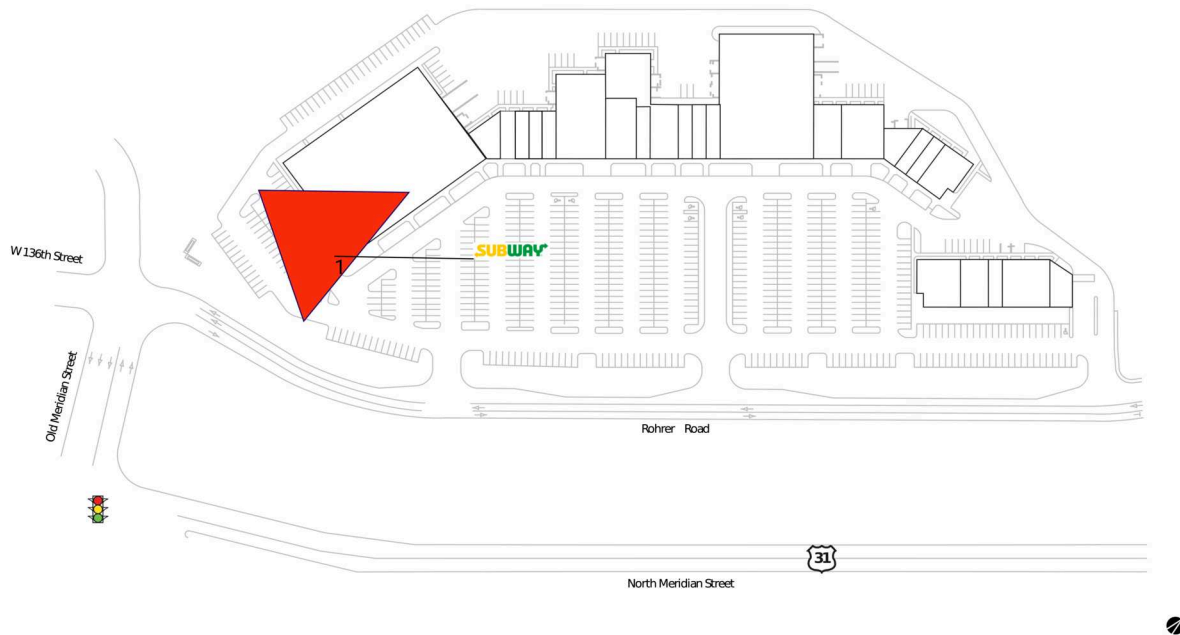 W 136th Street
SUBWAY
1
Old Meridian Street
Rohrer Road
31
North Meridian Street